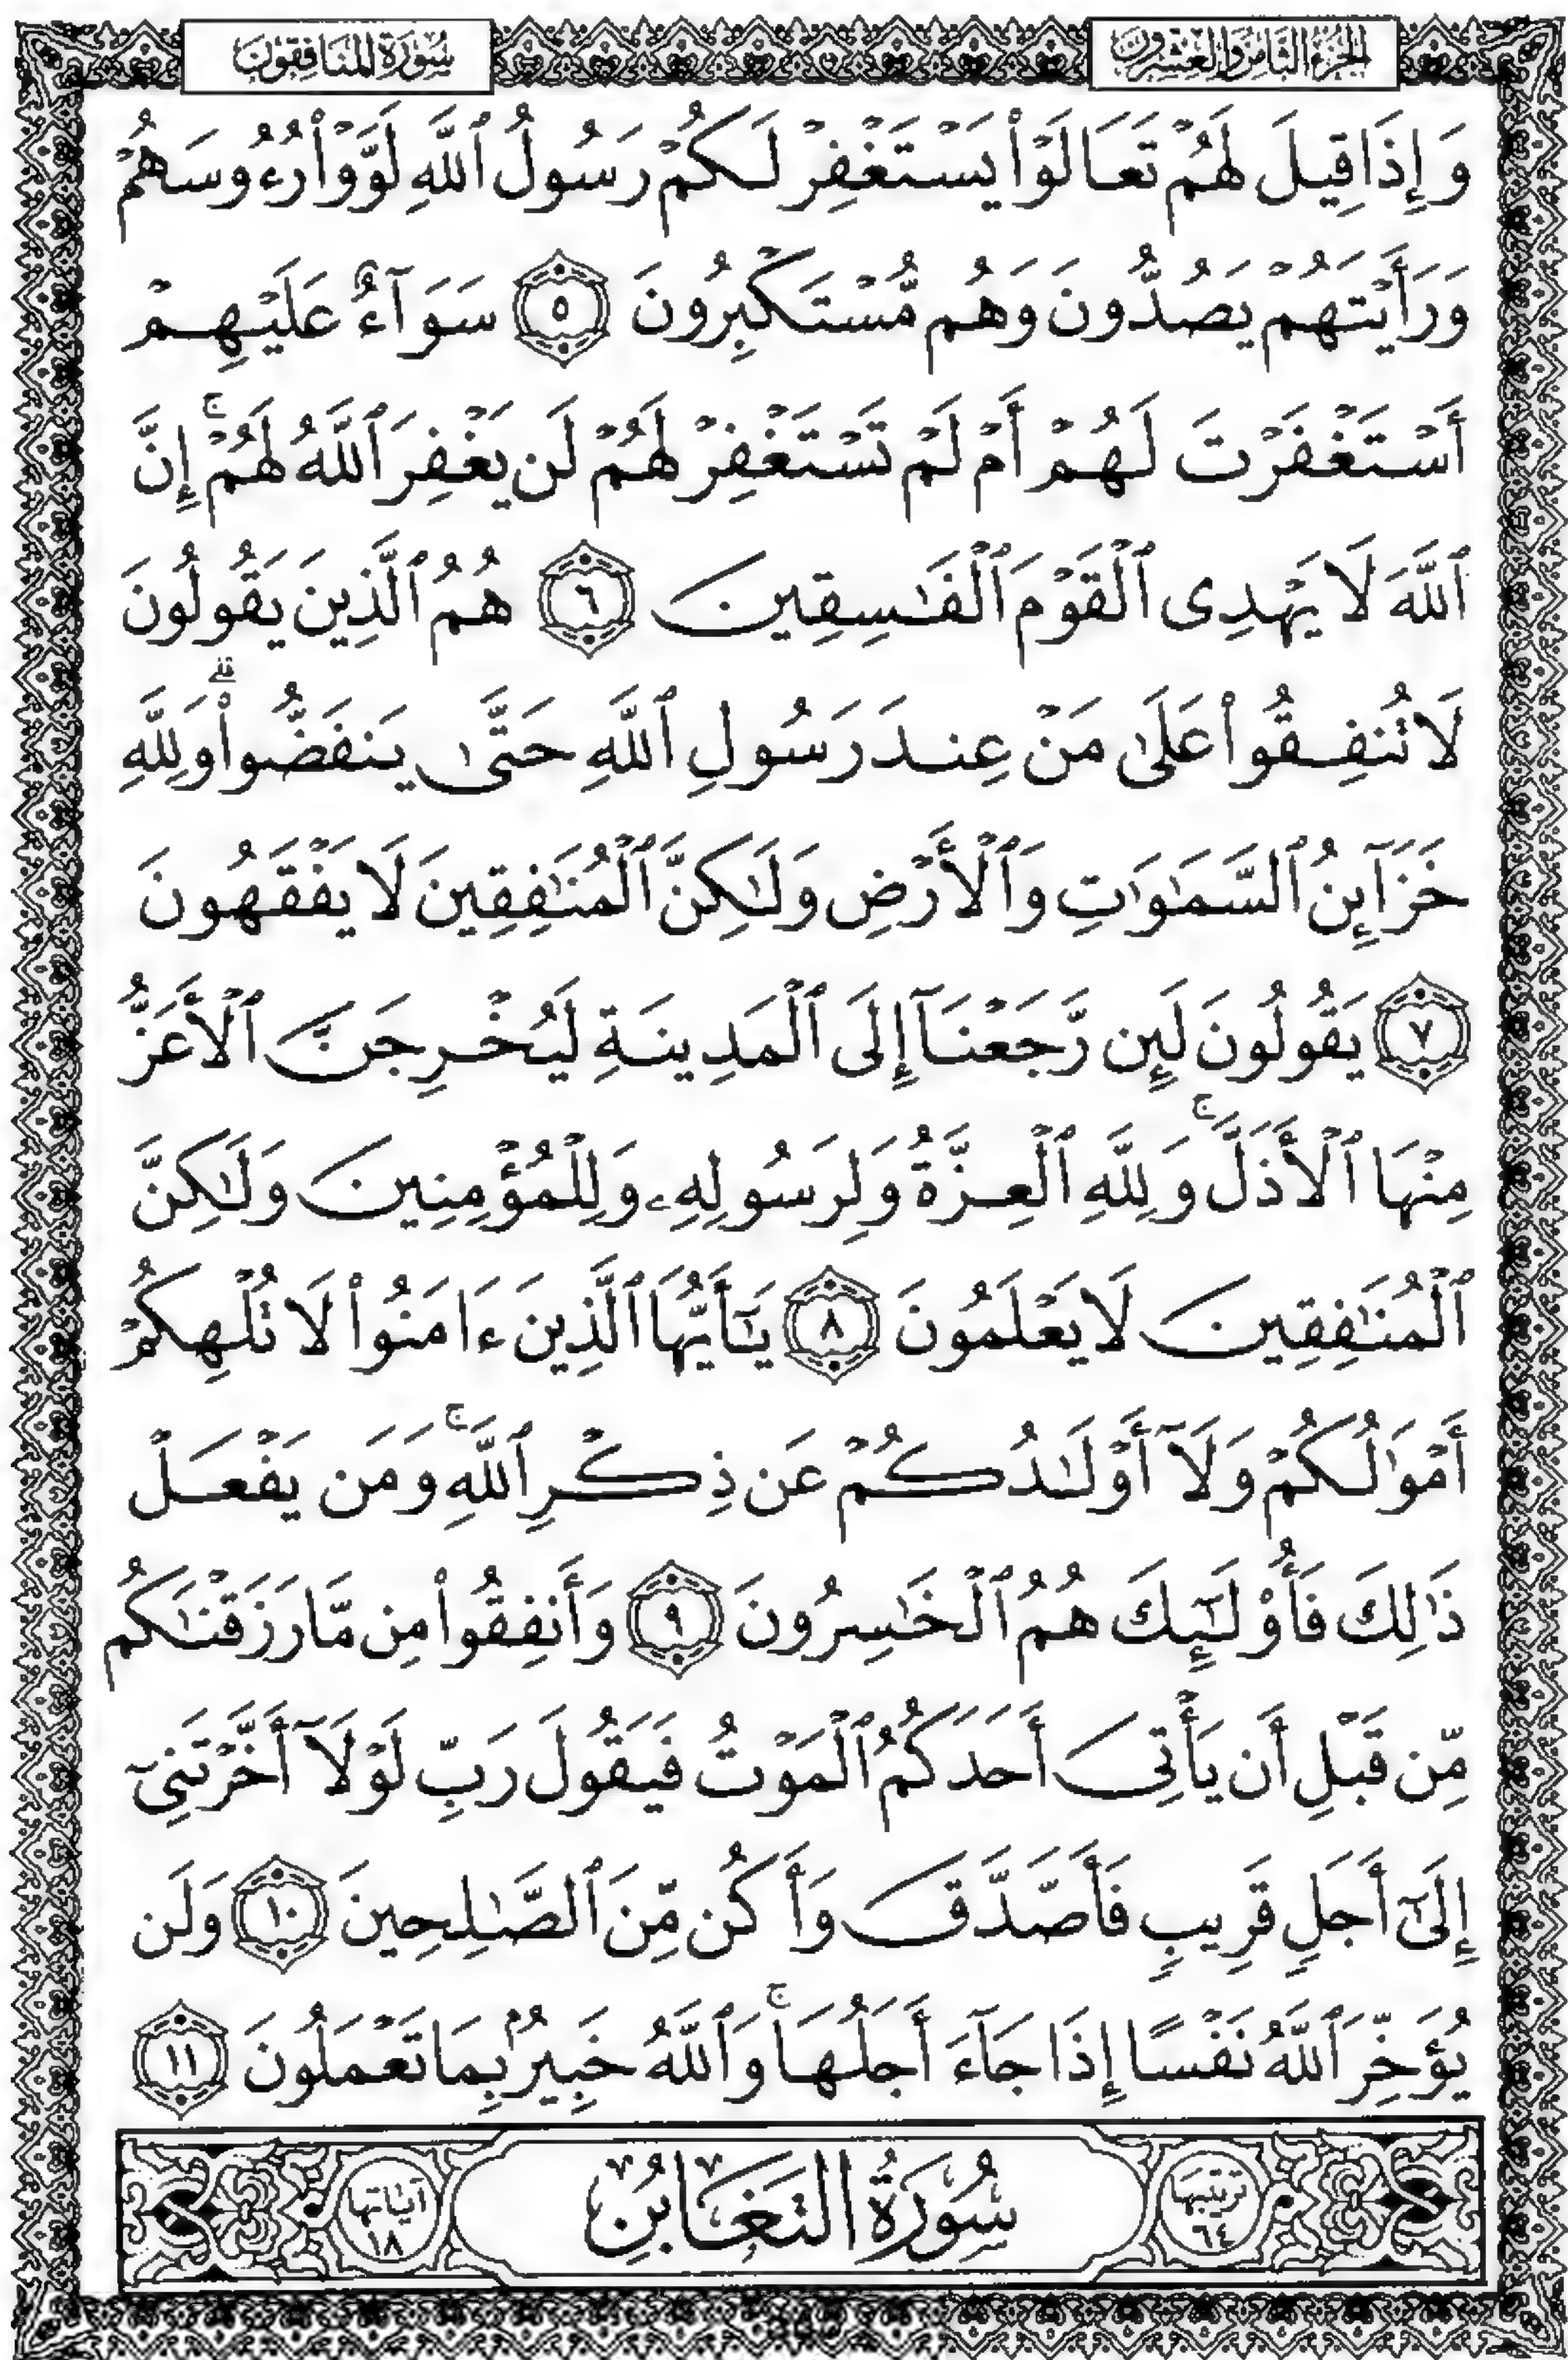 الجزء الثامن والعشرون
سورة المنافقون
وَإِذَا قِيلَ لَهُمْ تَعَالَوْا۟ يَسْتَغْفِرْ لَكُمْ رَسُولُ ٱللَّهِ لَوَّوْا۟ رُءُوسَهُمْ
وَرَأَيْتَهُمْ يَصُدُّونَ وَهُم مُّسْتَكْبِرُونَ ٥ سَوَآءٌ عَلَيْهِمْ
أَسْتَغْفَرْتَ لَهُمْ أَمْ لَمْ تَسْتَغْفِرْ لَهُمْ لَن يَغْفِرَ ٱللَّهُ لَهُمْ ۚ إِنَّ
ٱللَّهَ لَا يَهْدِى ٱلْقَوْمَ ٱلْفَـٰسِقِينَ ٦ هُمُ ٱلَّذِينَ يَقُولُونَ
لَا تُنفِقُوا۟ عَلَىٰ مَنْ عِندَ رَسُولِ ٱللَّهِ حَتَّىٰ يَنفَضُّوا۟ ۗ وَلِلَّهِ
خَزَآئِنُ ٱلسَّمَـٰوَٰتِ وَٱلْأَرْضِ وَلَـٰكِنَّ ٱلْمُنَـٰفِقِينَ لَا يَفْقَهُونَ
٧ يَقُولُونَ لَئِن رَّجَعْنَآ إِلَى ٱلْمَدِينَةِ لَيُخْرِجَنَّ ٱلْأَعَزُّ
مِنْهَا ٱلْأَذَلَّ ۚ وَلِلَّهِ ٱلْعِزَّةُ وَلِرَسُولِهِۦ وَلِلْمُؤْمِنِينَ وَلَـٰكِنَّ
ٱلْمُنَـٰفِقِينَ لَا يَعْلَمُونَ ٨ يَـٰٓأَيُّهَا ٱلَّذِينَ ءَامَنُوا۟ لَا تُلْهِكُمْ
أَمْوَٰلُكُمْ وَلَآ أَوْلَـٰدُكُمْ عَن ذِكْرِ ٱللَّهِ ۚ وَمَن يَفْعَلْ
ذَٰلِكَ فَأُو۟لَـٰٓئِكَ هُمُ ٱلْخَـٰسِرُونَ ٩ وَأَنفِقُوا۟ مِن مَّا رَزَقْنَـٰكُم
مِّن قَبْلِ أَن يَأْتِىَ أَحَدَكُمُ ٱلْمَوْتُ فَيَقُولَ رَبِّ لَوْلَآ أَخَّرْتَنِىٓ
إِلَىٰٓ أَجَلٍ قَرِيبٍ فَأَصَّدَّقَ وَأَكُن مِّنَ ٱلصَّـٰلِحِينَ ١٠ وَلَن
يُؤَخِّرَ ٱللَّهُ نَفْسًا إِذَا جَآءَ أَجَلُهَا ۚ وَٱللَّهُ خَبِيرٌۢ بِمَا تَعْمَلُونَ ١١
ترتيبها ٦٤ سُورَةُ التَّغَابُنِ آياتها ١٨